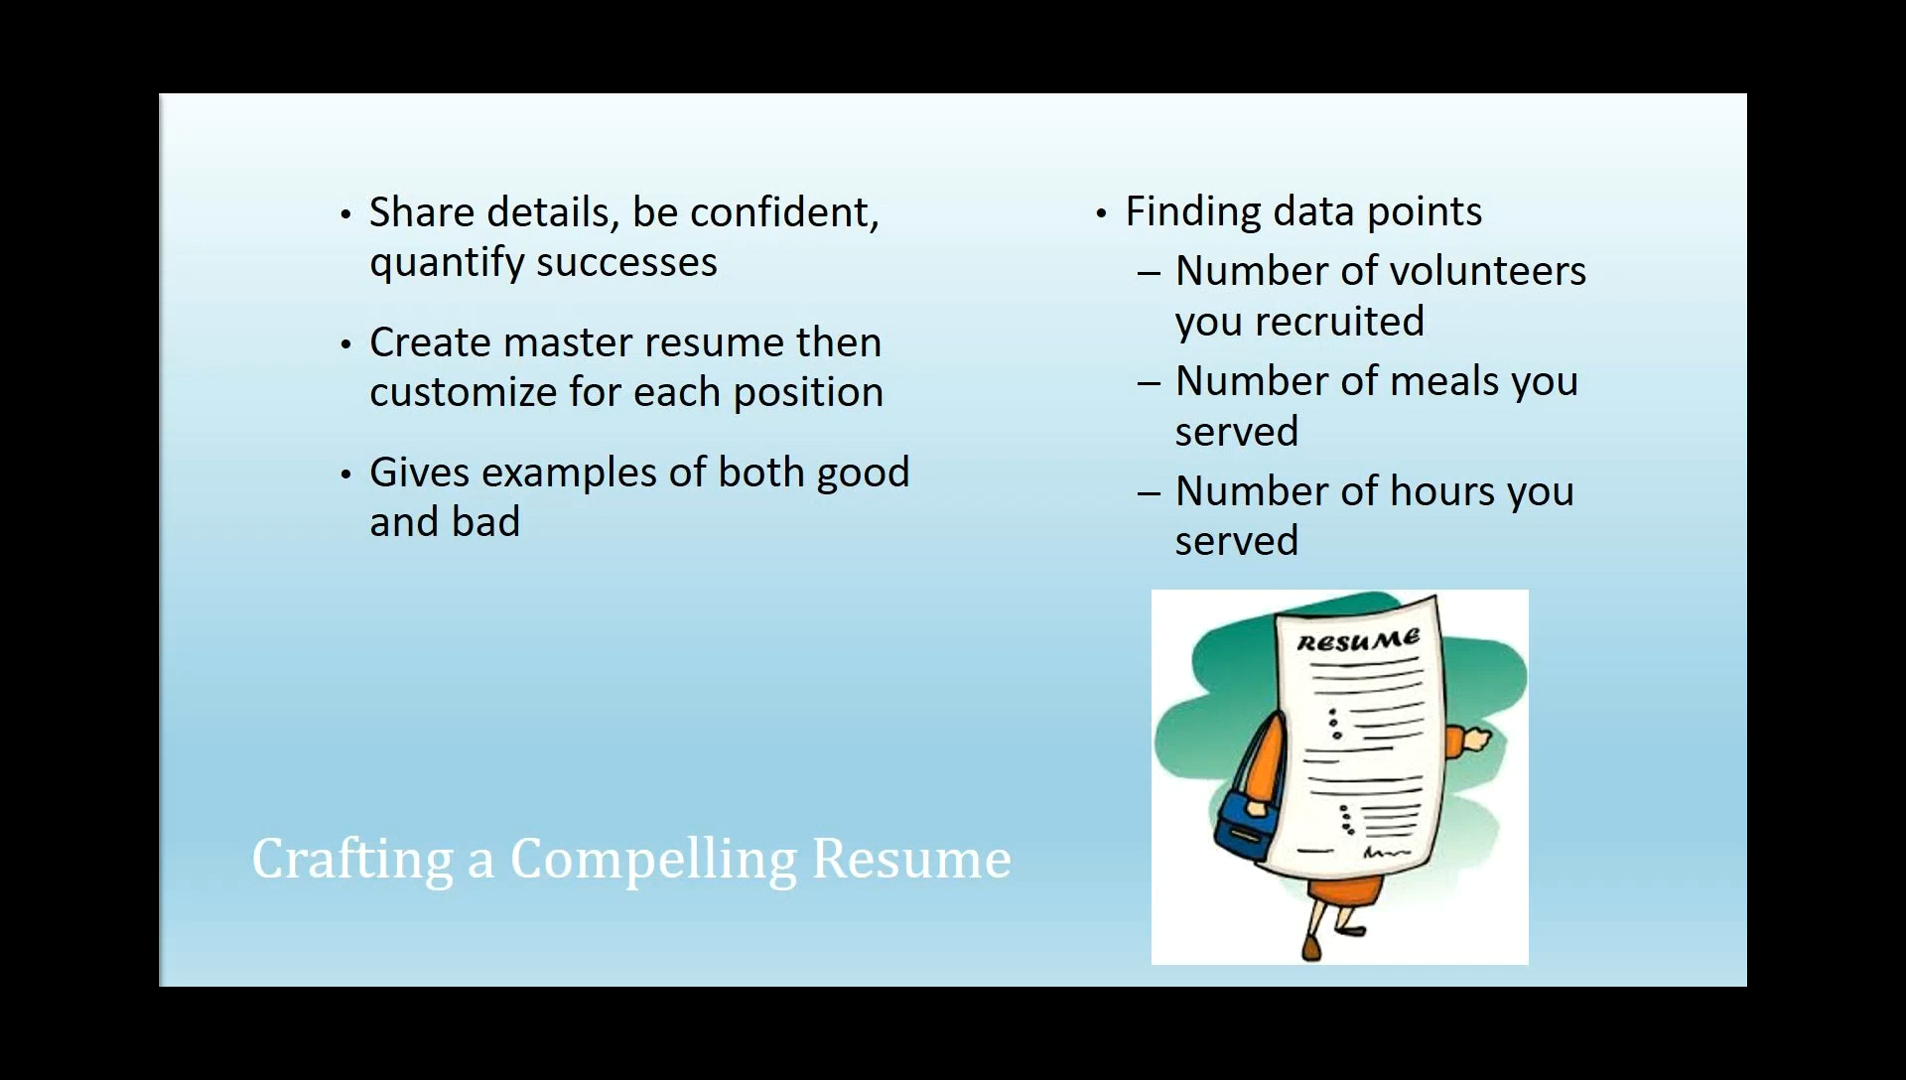 • Share details, be confident,
quantify successes
• Create master resume then
customize for each position
• Gives examples of both good
and bad
• Finding data points
– Number of volunteers
you recruited
– Number of meals you
served
– Number of hours you
served
RESUME
Crafting a Compelling Resume